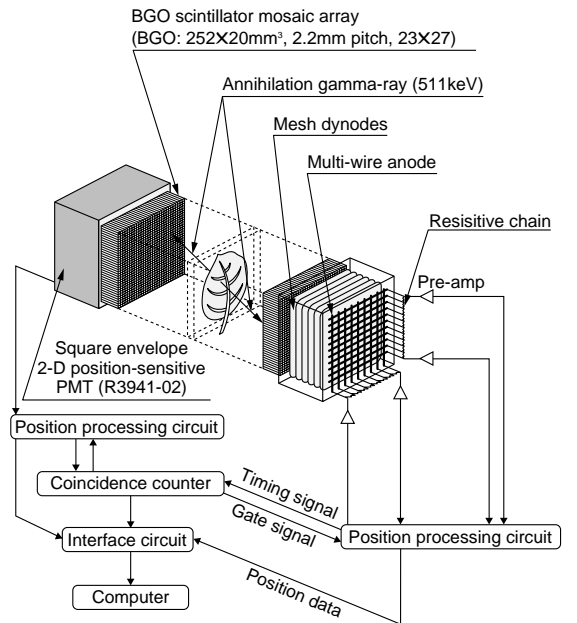 BGO scintillator mosaic array
(BGO: 252×20mm³, 2.2mm pitch, 23×27)
Annihilation gamma-ray (511keV)
Mesh dynodes
Multi-wire anode
Resisitive chain
Pre-amp
Square envelope
2-D position-sensitive
PMT (R3941-02)
Position processing circuit
Coincidence counter
Timing signal
Gate signal
Interface circuit
Position processing circuit
Computer
Position data